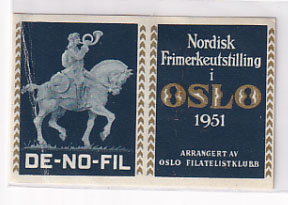 DE-NO-FIL
Nordisk
Frimerkeutstilling
i
OSLO
1951
ARRANGERT AV
OSLO FILATELISTKLUBB